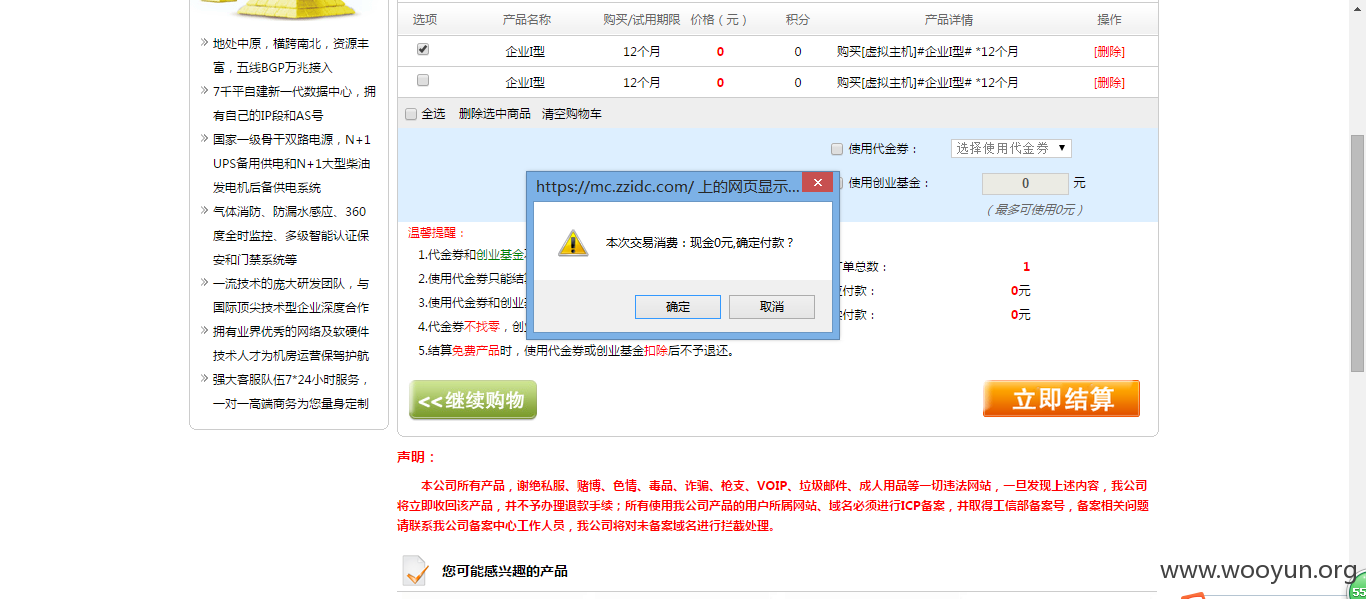 地处中原，横跨南北，资源丰
富，五线BGP万兆接入
7千平自建新一代数据中心，拥
有自己的IP段和AS号
国家一级骨干双路电源，N+1
UPS备用供电和N+1大型柴油
发电机后备供电系统
气体消防、防漏水感应、360
度全时监控、多级智能认证保
安和门禁系统等
一流技术的庞大研发团队，与
国际顶尖技术型企业深度合作
拥有业界优秀的网络及软硬件
技术人才为机房运营保驾护航
强大客服队伍7*24小时服务，
一对一高端商务为您量身定制
选项 产品名称 购买/试用期限 价格（元） 积分 产品详情 操作
企业I型 12个月 0 0 购买[虚拟主机]#企业I型# *12个月 [删除]
企业I型 12个月 0 0 购买[虚拟主机]#企业I型# *12个月 [删除]
全选 删除选中商品 清空购物车
使用代金券： 选择使用代金券
使用创业基金： 0 元
（最多可使用0元）
https://mc.zzidc.com/ 上的网页显示...
本次交易消费：现金0元,确定付款？
确定 取消
温馨提醒：
1.代金券和创业基金
2.使用代金券只能结
3.使用代金券和创业
4.代金券不找零，创
5.结算免费产品时，使用代金券或创业基金扣除后不予退还。
单总数： 1
付款： 0元
付款： 0元
<<继续购物 立即结算
声明：
本公司所有产品，谢绝私服、赌博、色情、毒品、诈骗、枪支、VOIP、垃圾邮件、成人用品等一切违法网站，一旦发现上述内容，我公司
将立即收回该产品，并不予办理退款手续；所有使用我公司产品的用户所属网站、域名必须进行ICP备案，并取得工信部备案号，备案相关问题
请联系我公司备案中心工作人员，我公司将对未备案域名进行拦截处理。
您可能感兴趣的产品
www.wooyun.org
55